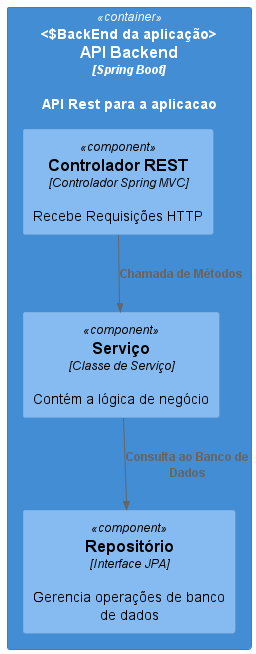 «container»
<$BackEnd da aplicação>
API Backend
[Spring Boot]
API Rest para a aplicacao
«component»
Controlador REST
[Controlador Spring MVC]
Recebe Requisições HTTP
Chamada de Métodos
«component»
Serviço
[Classe de Serviço]
Contém a lógica de negócio
Consulta ao Banco de
Dados
«component»
Repositório
[Interface JPA]
Gerencia operações de banco
de dados